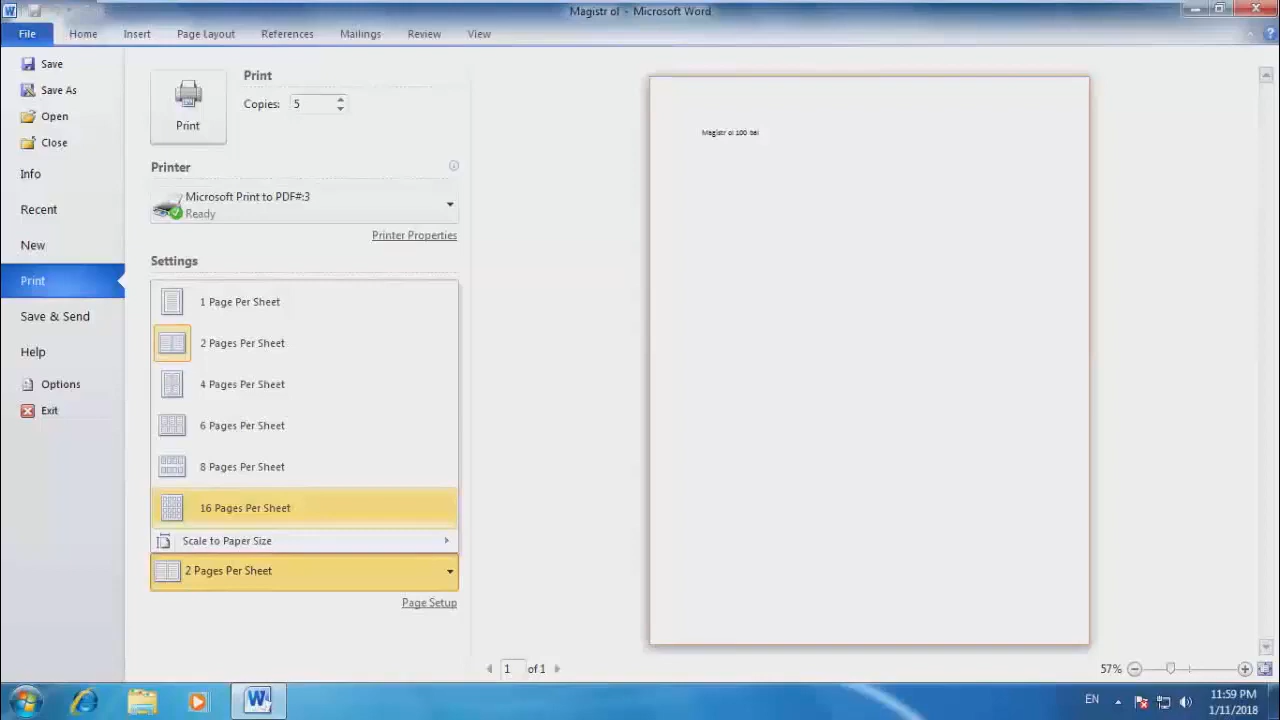 Magistr ol - Microsoft Word
File Home Insert Page Layout References Mailings Review View
Save
Save As
Open
Close
Info
Recent
New
Print
Save & Send
Help
Options
Exit
Print
Print
Copies: 5
Printer
Microsoft Print to PDF#:3
Ready
Printer Properties
Settings
1 Page Per Sheet
2 Pages Per Sheet
4 Pages Per Sheet
6 Pages Per Sheet
8 Pages Per Sheet
16 Pages Per Sheet
Scale to Paper Size
2 Pages Per Sheet
Page Setup
Magistr ol 100 bal
1 of 1
57%
EN
11:59 PM
1/11/2018